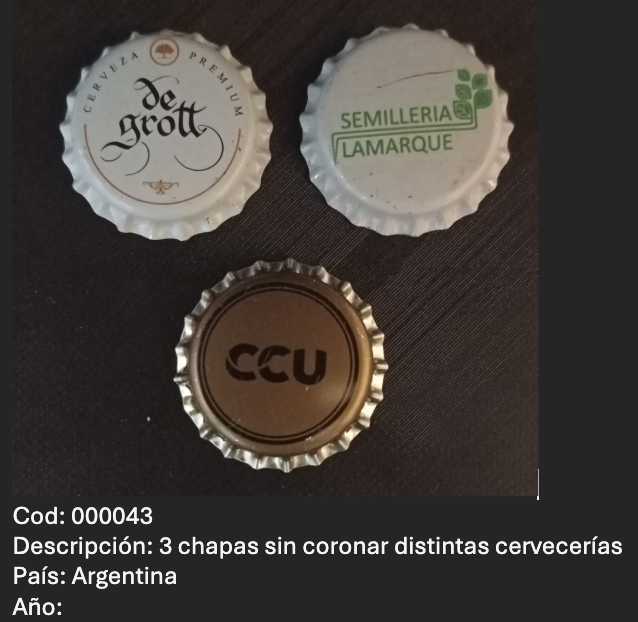 CERVEZA PREMIUM
de
grott
SEMILLERIA
LAMARQUE
CCU
Cod: 000043
Descripción: 3 chapas sin coronar distintas cervecerías
País: Argentina
Año: